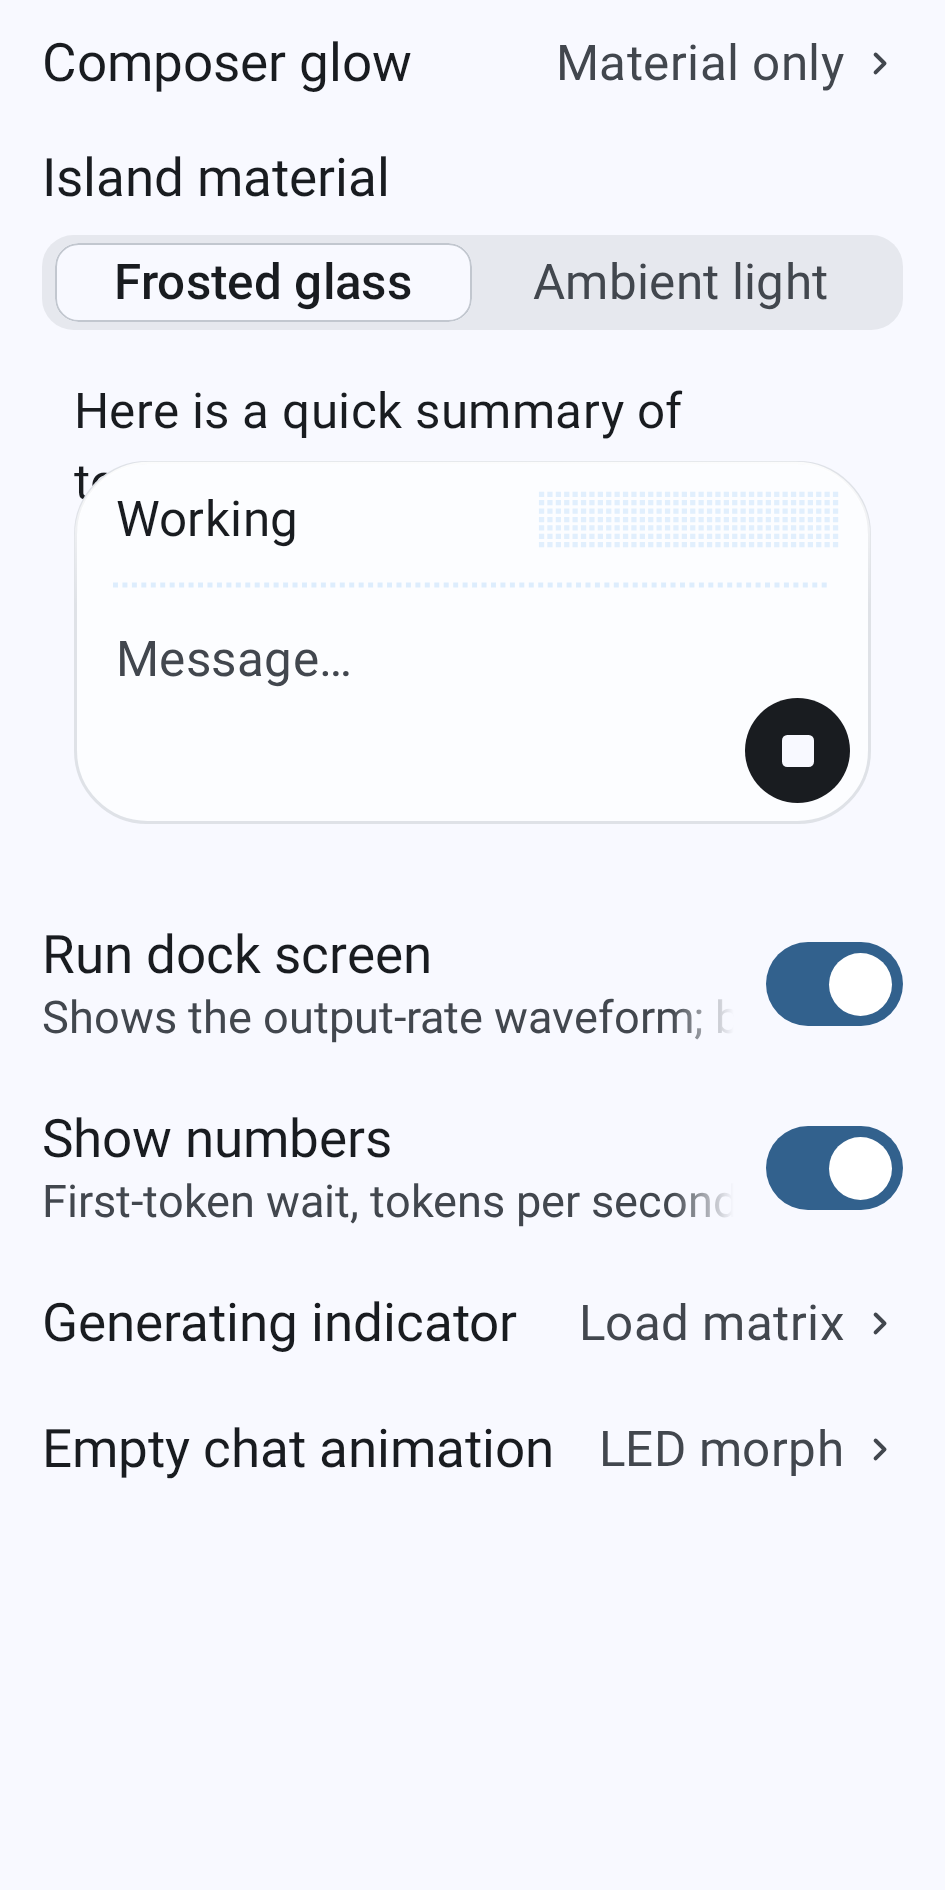 Composer glow
Material only
Island material
Frosted glass
Ambient light
Here is a quick summary of
Working
Message…
Run dock screen
Shows the output-rate waveform;
Show numbers
First-token wait, tokens per second
Generating indicator
Load matrix
Empty chat animation
LED morph